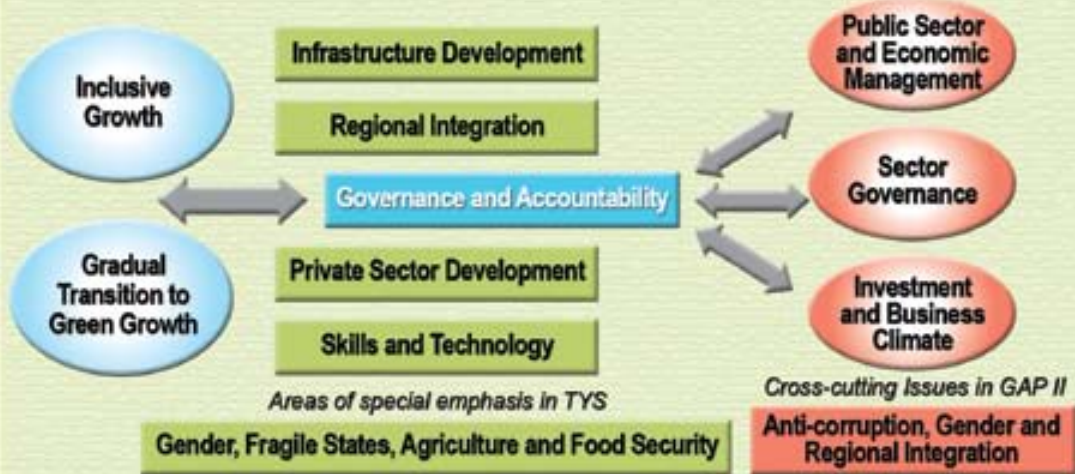 Inclusive
Growth
Gradual
Transition to
Green Growth
Infrastructure Development
Regional Integration
Governance and Accountability
Private Sector Development
Skills and Technology
Areas of special emphasis in TYS
Gender, Fragile States, Agriculture and Food Security
Public Sector
and Economic
Management
Sector
Governance
Investment
and Business
Climate
Cross-cutting Issues in GAP II
Anti-corruption, Gender and
Regional Integration